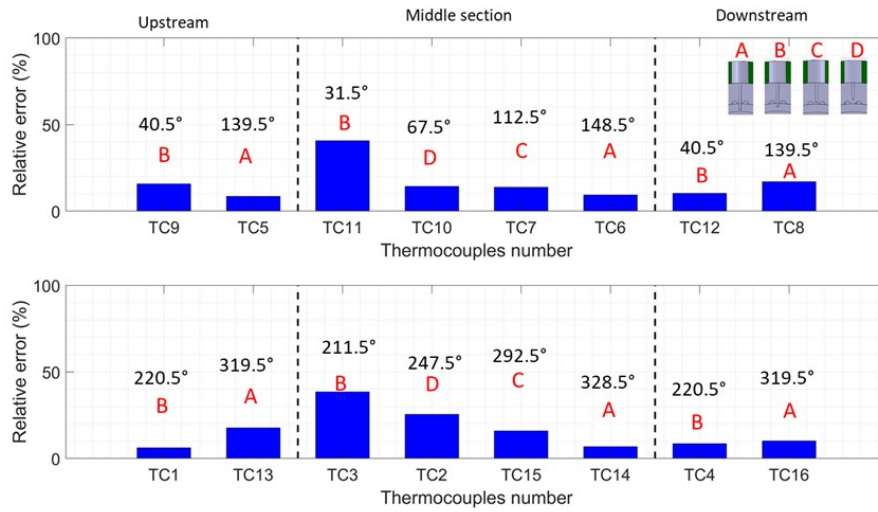 Upstream
Middle section
Downstream
100
50
0
Relative error (%)
40.5°
B
139.5°
A
31.5°
B
67.5°
D
112.5°
C
148.5°
A
40.5°
B
139.5°
A
A B C D
TC9 TC5 TC11 TC10 TC7 TC6 TC12 TC8
Thermocouples number
100
50
0
Relative error (%)
220.5°
B
319.5°
A
211.5°
B
247.5°
D
292.5°
C
328.5°
A
220.5°
B
319.5°
A
TC1 TC13 TC3 TC2 TC15 TC14 TC4 TC16
Thermocouples number